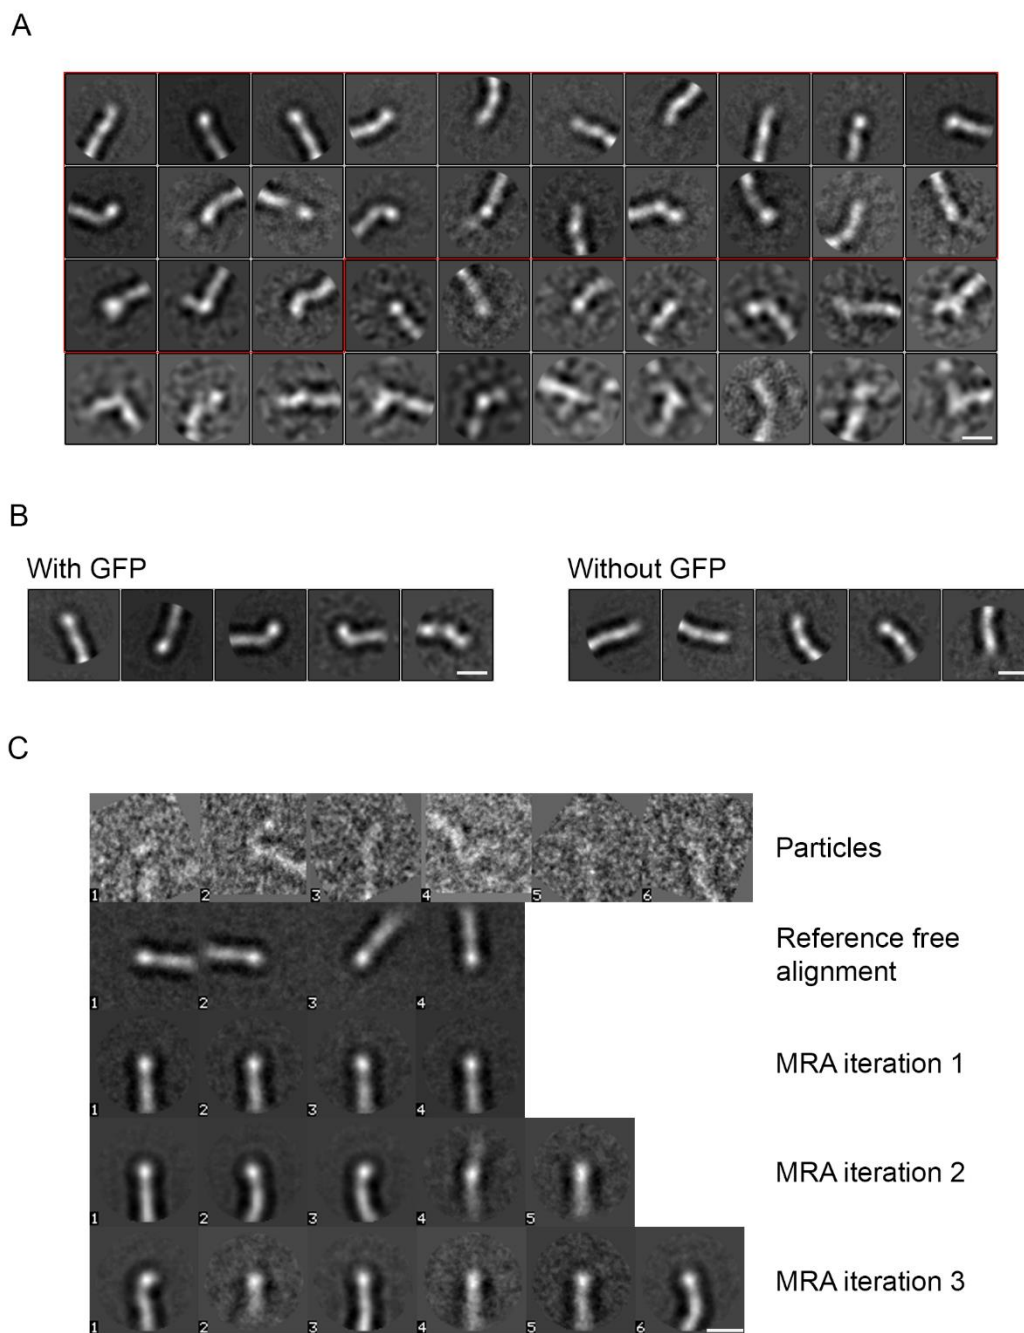 A
B
With GFP
Without GFP
C
1 2 3 4 5 6
Particles
1 2 3 4
Reference free
alignment
1 2 3 4
MRA iteration 1
1 2 3 4 5
MRA iteration 2
1 2 3 4 5 6
MRA iteration 3